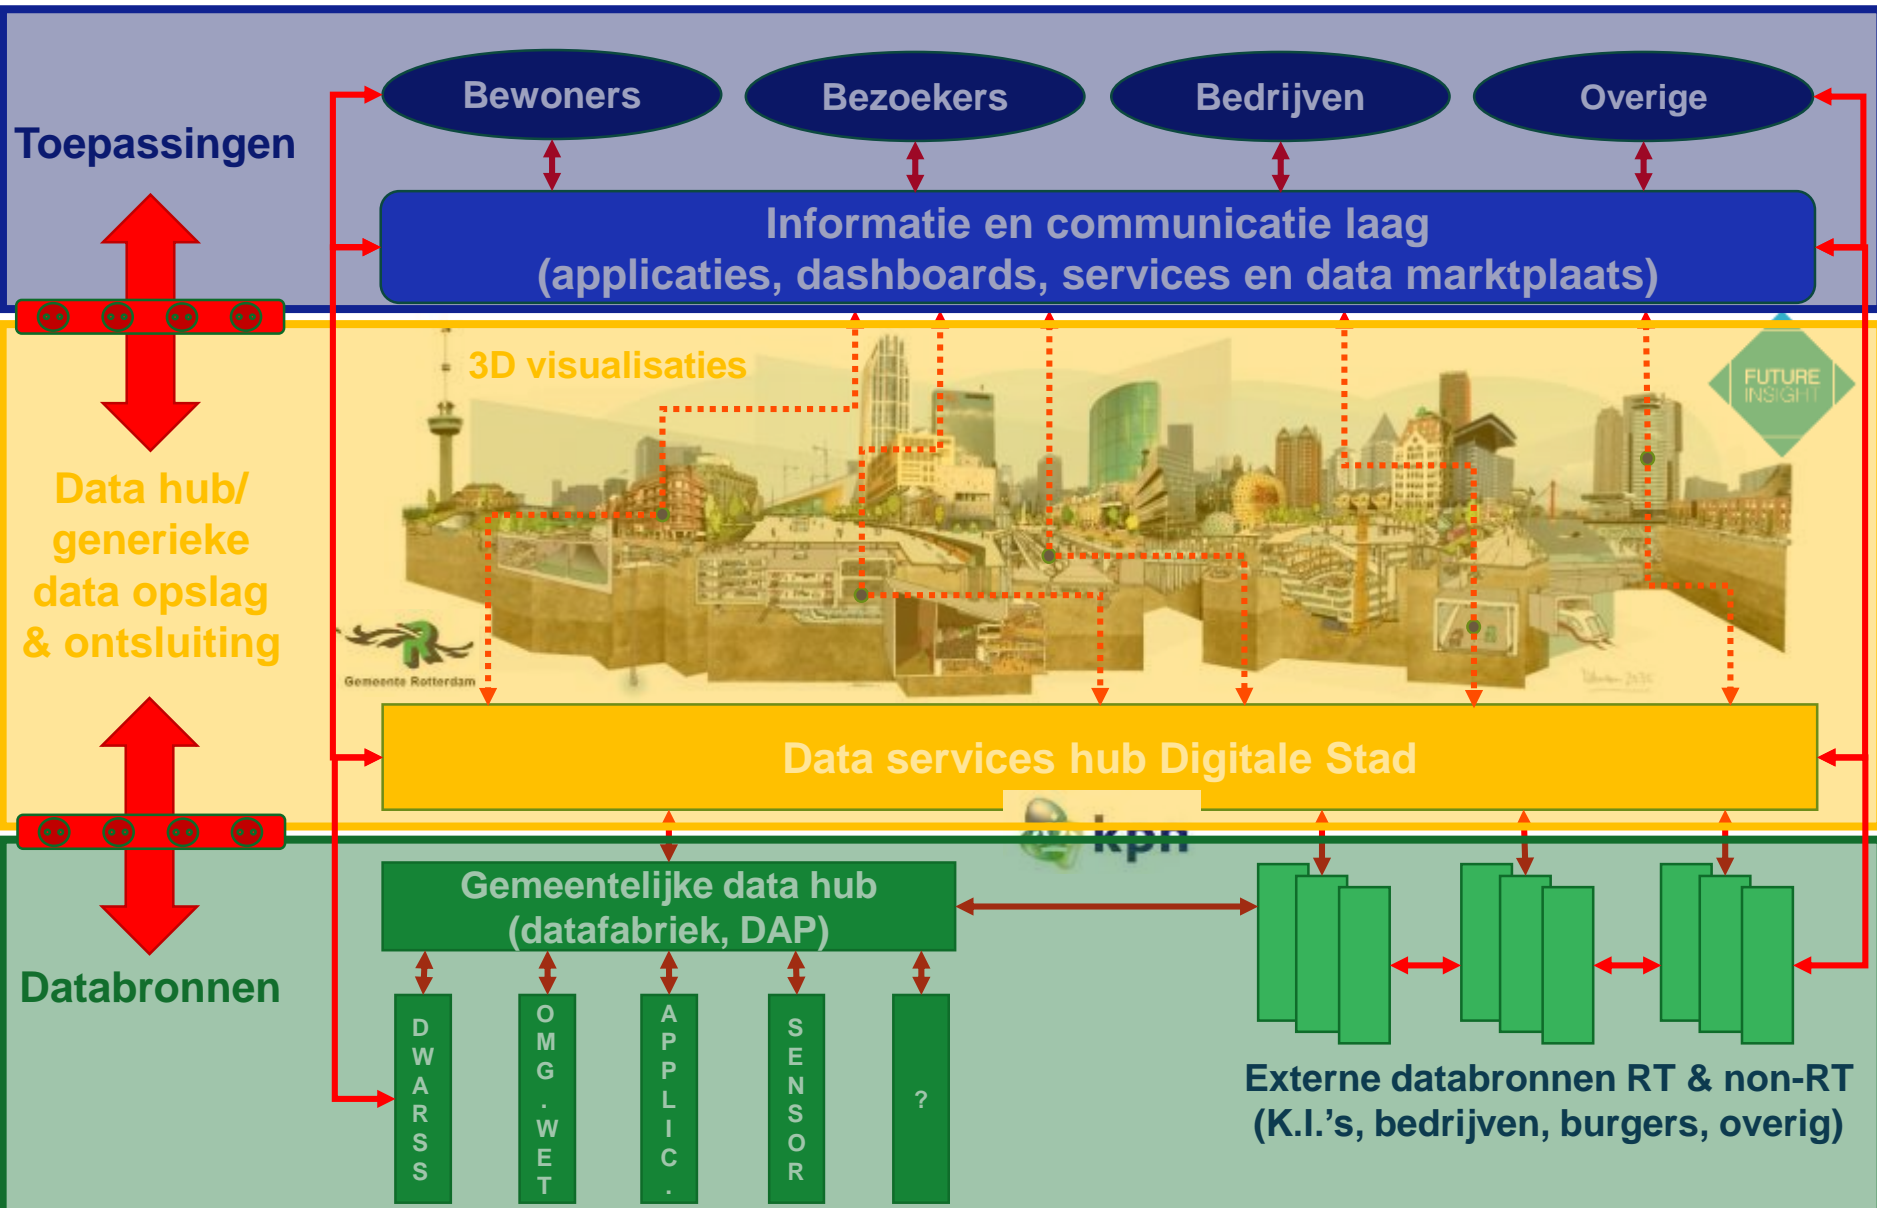 Bewoners
Bezoekers
Bedrijven
Overige
Toepassingen
Informatie en communicatie laag
(applicaties, dashboards, services en data marktplaats)
3D visualisaties
FUTURE
INSIGHT
Data hub/
generieke
data opslag
& ontsluiting
Gemeente Rotterdam
Data services hub Digitale Stad
kpn
Gemeentelijke data hub
(datafabriek, DAP)
Databronnen
DWARSS
OMG.WET
APPLIC.
SENSOR
?
Externe databronnen RT & non-RT
(K.I.'s, bedrijven, burgers, overig)